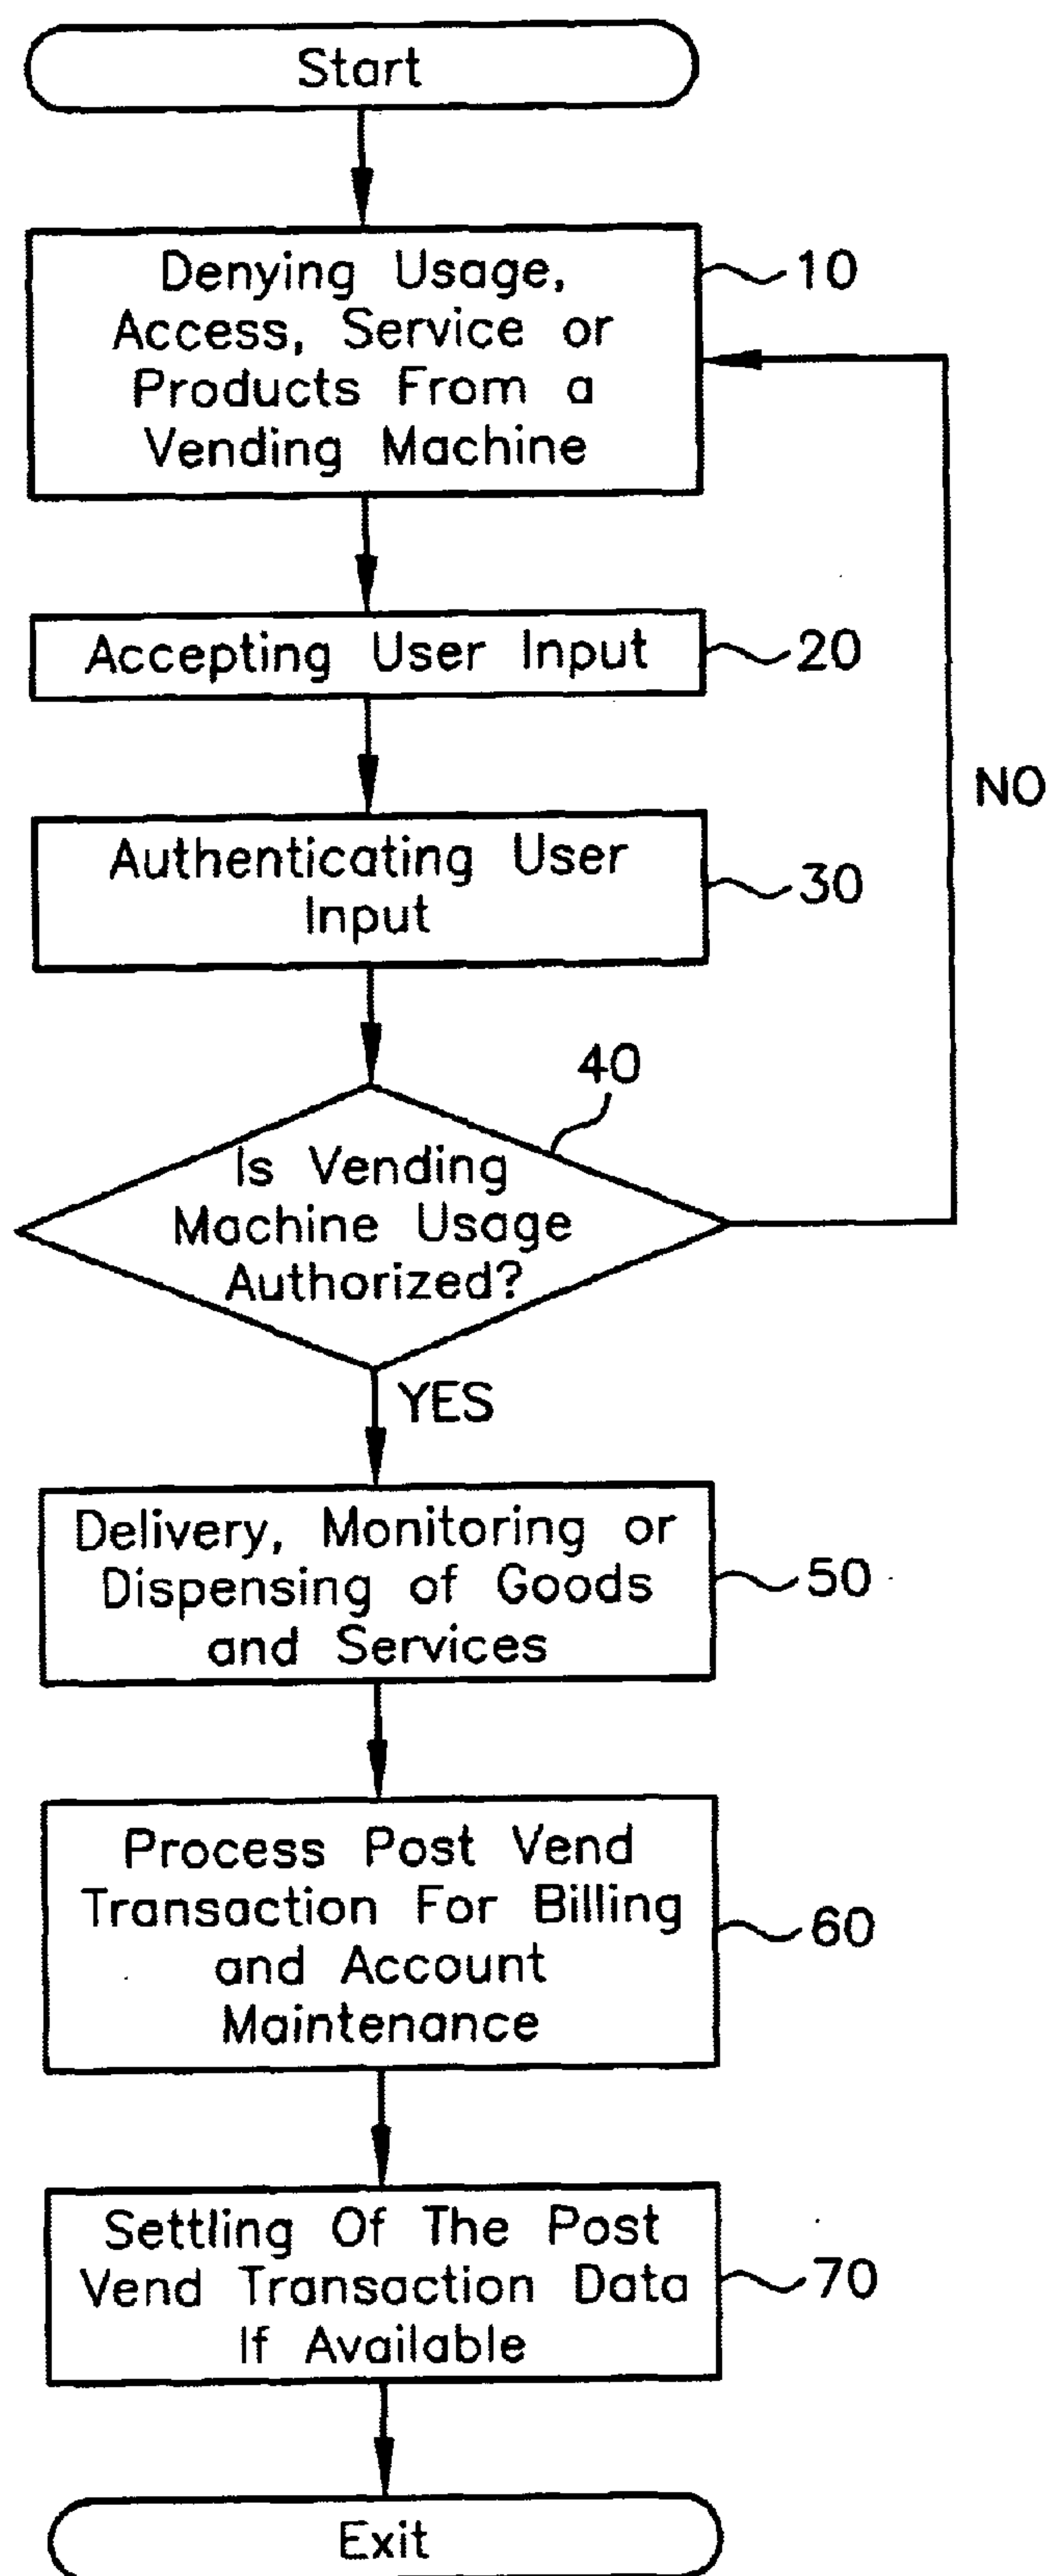 Start
Denying Usage,
Access, Service or
Products From a
Vending Machine
10
Accepting User Input
20
NO
Authenticating User
Input
30
40
Is Vending
Machine Usage
Authorized?
YES
Delivery, Monitoring or
Dispensing of Goods
and Services
50
Process Post Vend
Transaction For Billing
and Account
Maintenance
60
Settling Of The Post
Vend Transaction Data
If Available
70
Exit